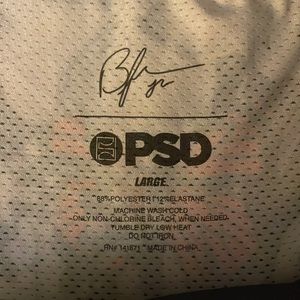 PSD
LARGE
88%POLYESTER 12%ELASTANE
MACHINE WASH COLD
ONLY NON-CHLORINE BLEACH, WHEN NEEDED
TUMBLE DRY LOW HEAT
DO NOT IRON
RN# 141871 MADE IN CHINA